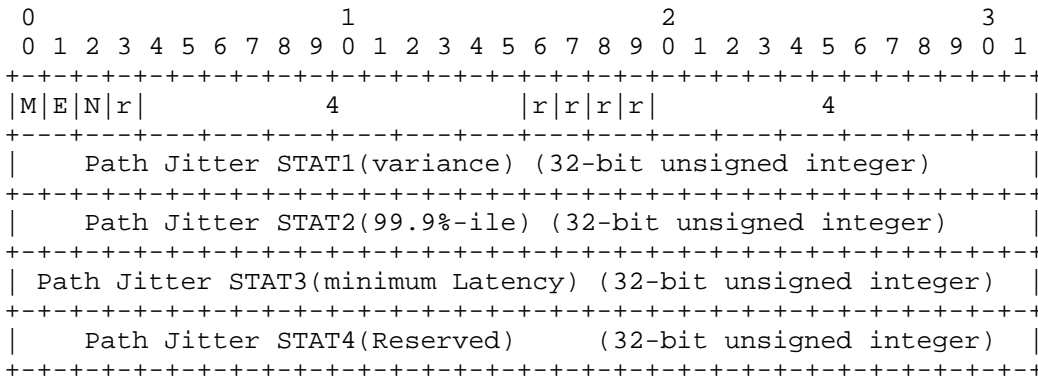 0                   1                   2                   3
 0 1 2 3 4 5 6 7 8 9 0 1 2 3 4 5 6 7 8 9 0 1 2 3 4 5 6 7 8 9 0 1
+-+-+-+-+-+-+-+-+-+-+-+-+-+-+-+-+-+-+-+-+-+-+-+-+-+-+-+-+-+-+-+-+
|M|E|N|r|           4           |r|r|r|r|          4            |
+---+---+---+---+---+---+---+---+---+---+---+---+---+---+---+---+
|    Path Jitter STAT1(variance) (32-bit unsigned integer)      |
+-+-+-+-+-+-+-+-+-+-+-+-+-+-+-+-+-+-+-+-+-+-+-+-+-+-+-+-+-+-+-+-+
|    Path Jitter STAT2(99.9%-ile) (32-bit unsigned integer)     |
+-+-+-+-+-+-+-+-+-+-+-+-+-+-+-+-+-+-+-+-+-+-+-+-+-+-+-+-+-+-+-+-+
| Path Jitter STAT3(minimum Latency) (32-bit unsigned integer)  |
+-+-+-+-+-+-+-+-+-+-+-+-+-+-+-+-+-+-+-+-+-+-+-+-+-+-+-+-+-+-+-+-+
|    Path Jitter STAT4(Reserved)     (32-bit unsigned integer)  |
+-+-+-+-+-+-+-+-+-+-+-+-+-+-+-+-+-+-+-+-+-+-+-+-+-+-+-+-+-+-+-+-+